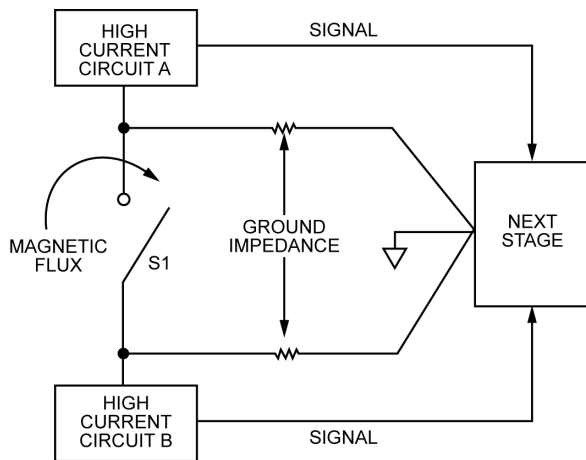 HIGH
CURRENT
CIRCUIT A
SIGNAL
MAGNETIC
FLUX
S1
GROUND
IMPEDANCE
NEXT
STAGE
HIGH
CURRENT
CIRCUIT B
SIGNAL